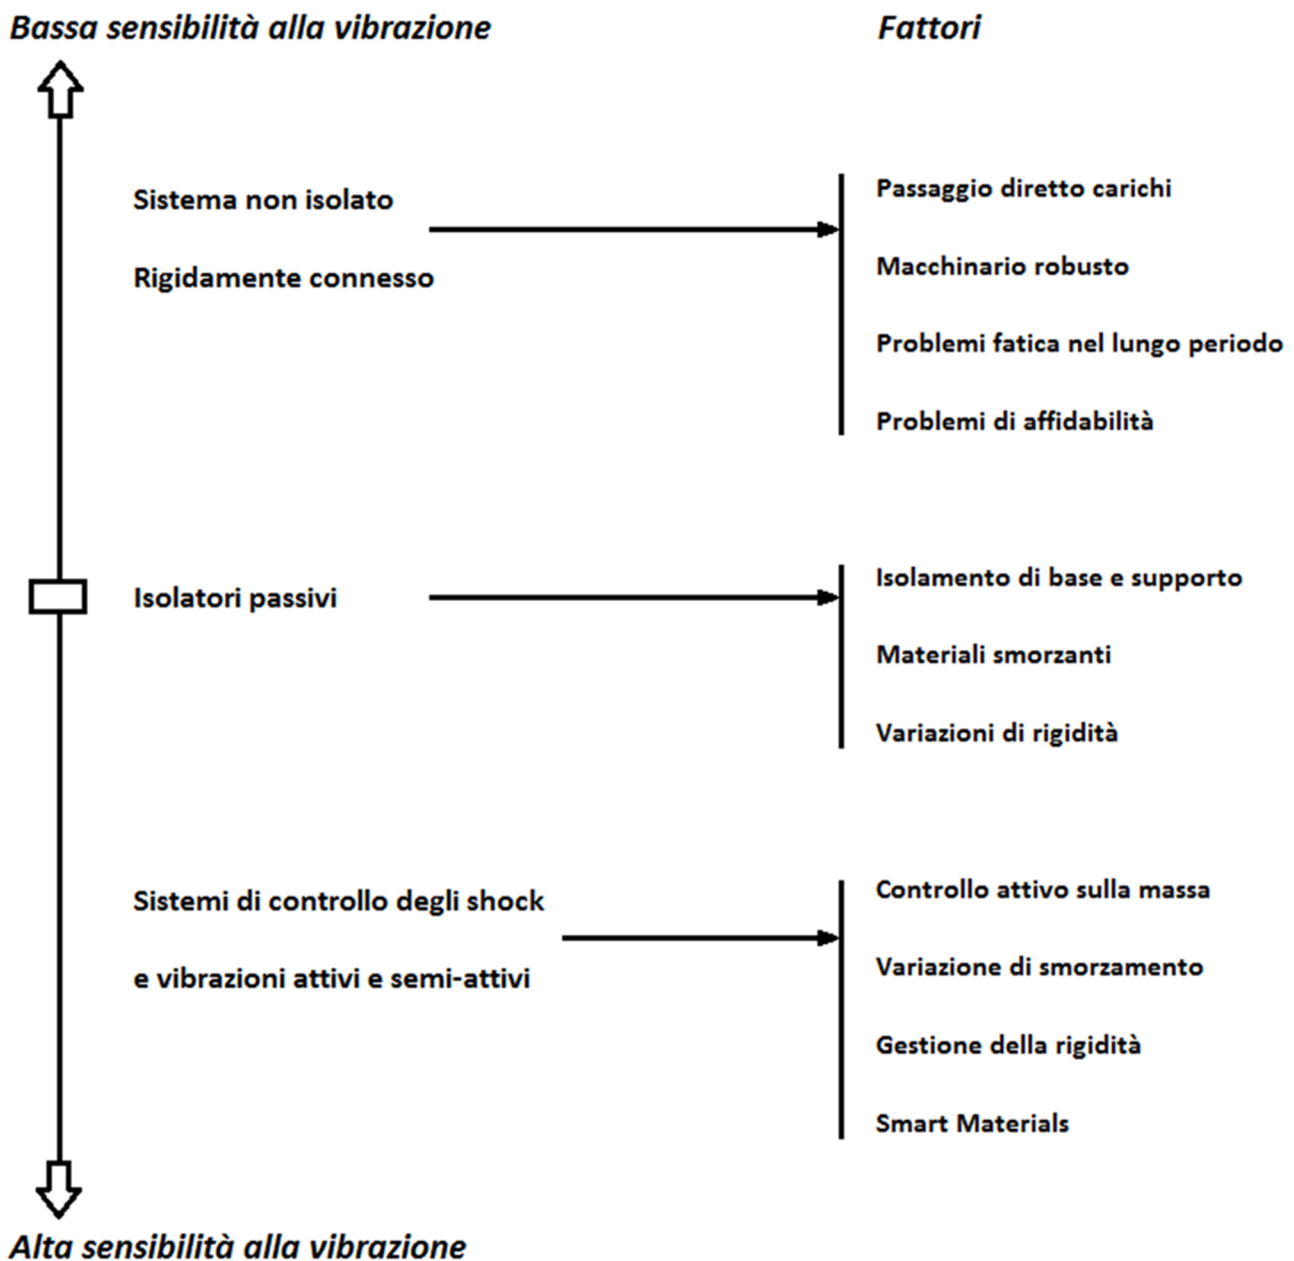 Bassa sensibilità alla vibrazione
Fattori
Sistema non isolato
Rigidamente connesso
Passaggio diretto carichi
Macchinario robusto
Problemi fatica nel lungo periodo
Problemi di affidabilità
Isolatori passivi
Isolamento di base e supporto
Materiali smorzanti
Variazioni di rigidità
Sistemi di controllo degli shock
e vibrazioni attivi e semi-attivi
Controllo attivo sulla massa
Variazione di smorzamento
Gestione della rigidità
Smart Materials
Alta sensibilità alla vibrazione